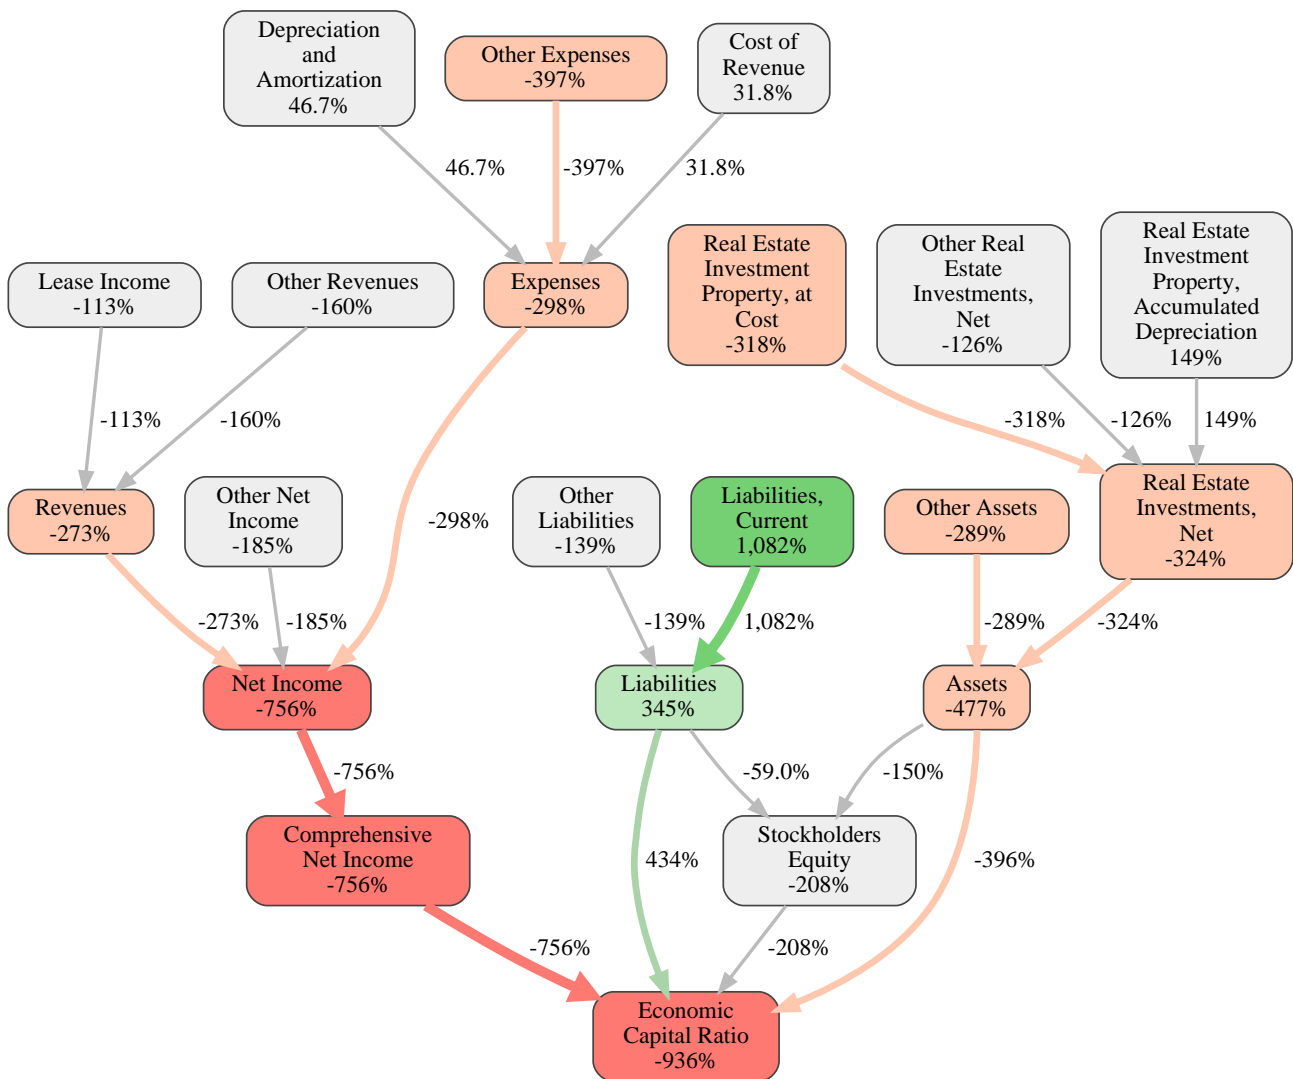 Depreciation
and
Amortization
46.7%
Other Expenses
-397%
Cost of
Revenue
31.8%
46.7%
-397%
31.8%
Lease Income
-113%
Other Revenues
-160%
Expenses
-298%
Real Estate
Investment
Property, at
Cost
-318%
Other Real
Estate
Investments,
Net
-126%
Real Estate
Investment
Property,
Accumulated
Depreciation
149%
-113%
-160%
-318%
-126%
149%
Revenues
-273%
Other Net
Income
-185%
-298%
Other
Liabilities
-139%
Liabilities,
Current
1,082%
Other Assets
-289%
Real Estate
Investments,
Net
-324%
-273%
-185%
-139%
1,082%
-289%
-324%
Net Income
-756%
Liabilities
345%
Assets
-477%
-756%
-59.0%
-150%
Comprehensive
Net Income
-756%
434%
Stockholders
Equity
-208%
-396%
-756%
-208%
Economic
Capital Ratio
-936%